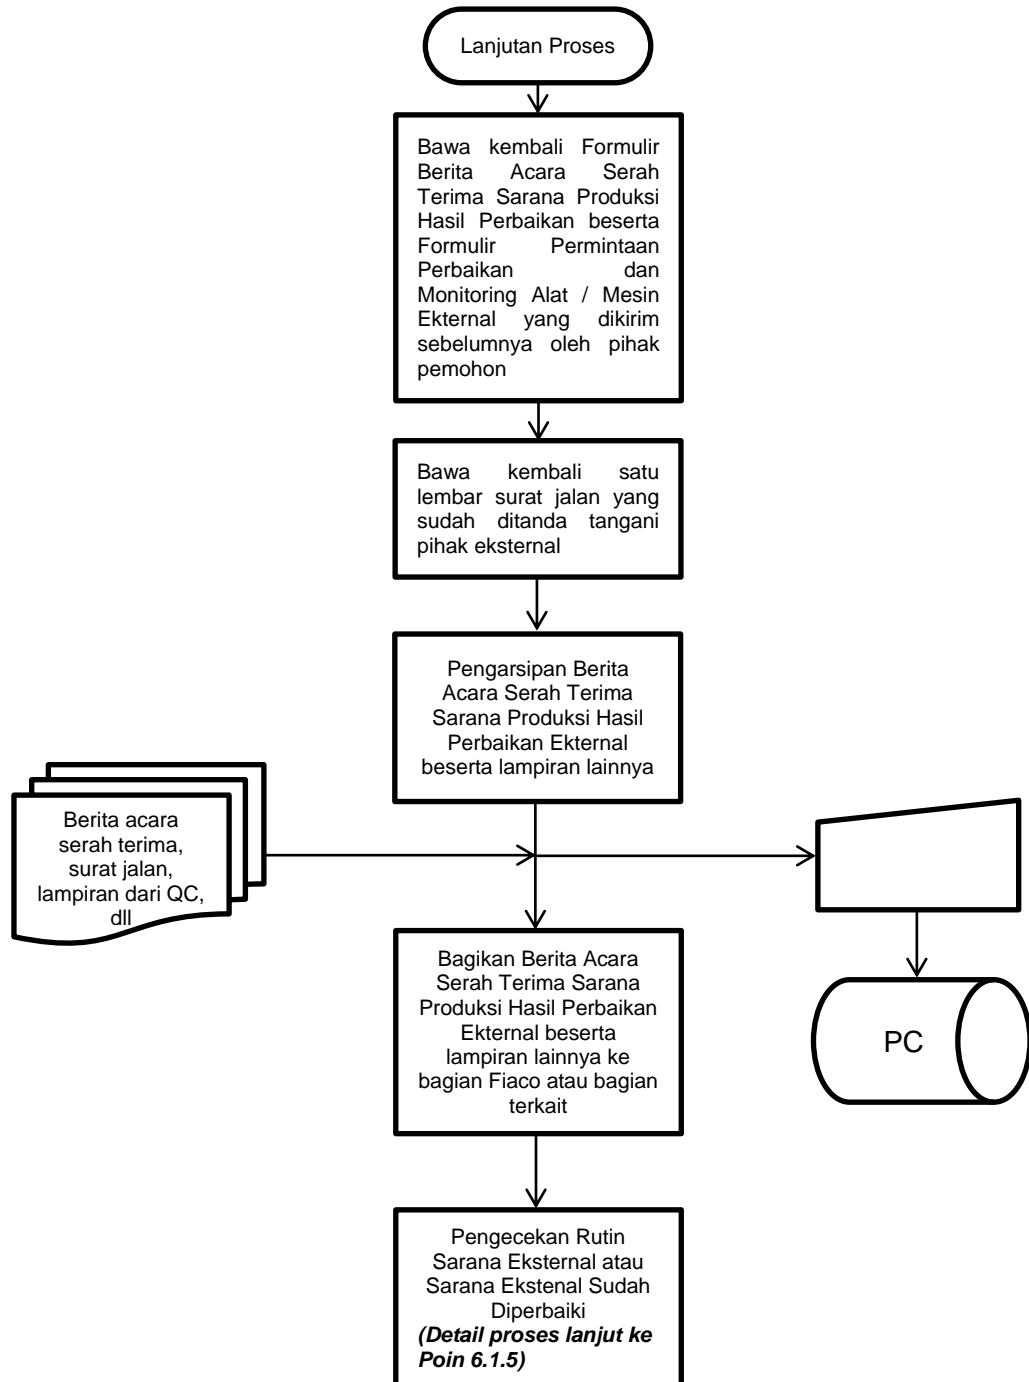 Lanjutan Proses
Bawa kembali Formulir
Berita Acara Serah
Terima Sarana Produksi
Hasil Perbaikan beserta
Formulir Permintaan
Perbaikan dan
Monitoring Alat / Mesin
Ekternal yang dikirim
sebelumnya oleh pihak
pemohon
Bawa kembali satu
lembar surat jalan yang
sudah ditanda tangani
pihak eksternal
Pengarsipan Berita
Acara Serah Terima
Sarana Produksi Hasil
Perbaikan Ekternal
beserta lampiran lainnya
Berita acara
serah terima,
surat jalan,
lampiran dari QC,
dll
Bagikan Berita Acara
Serah Terima Sarana
Produksi Hasil Perbaikan
Ekternal beserta
lampiran lainnya ke
bagian Fiaco atau bagian
terkait
PC
Pengecekan Rutin
Sarana Eksternal atau
Sarana Ekstenal Sudah
Diperbaiki
(Detail proses lanjut ke
Poin 6.1.5)